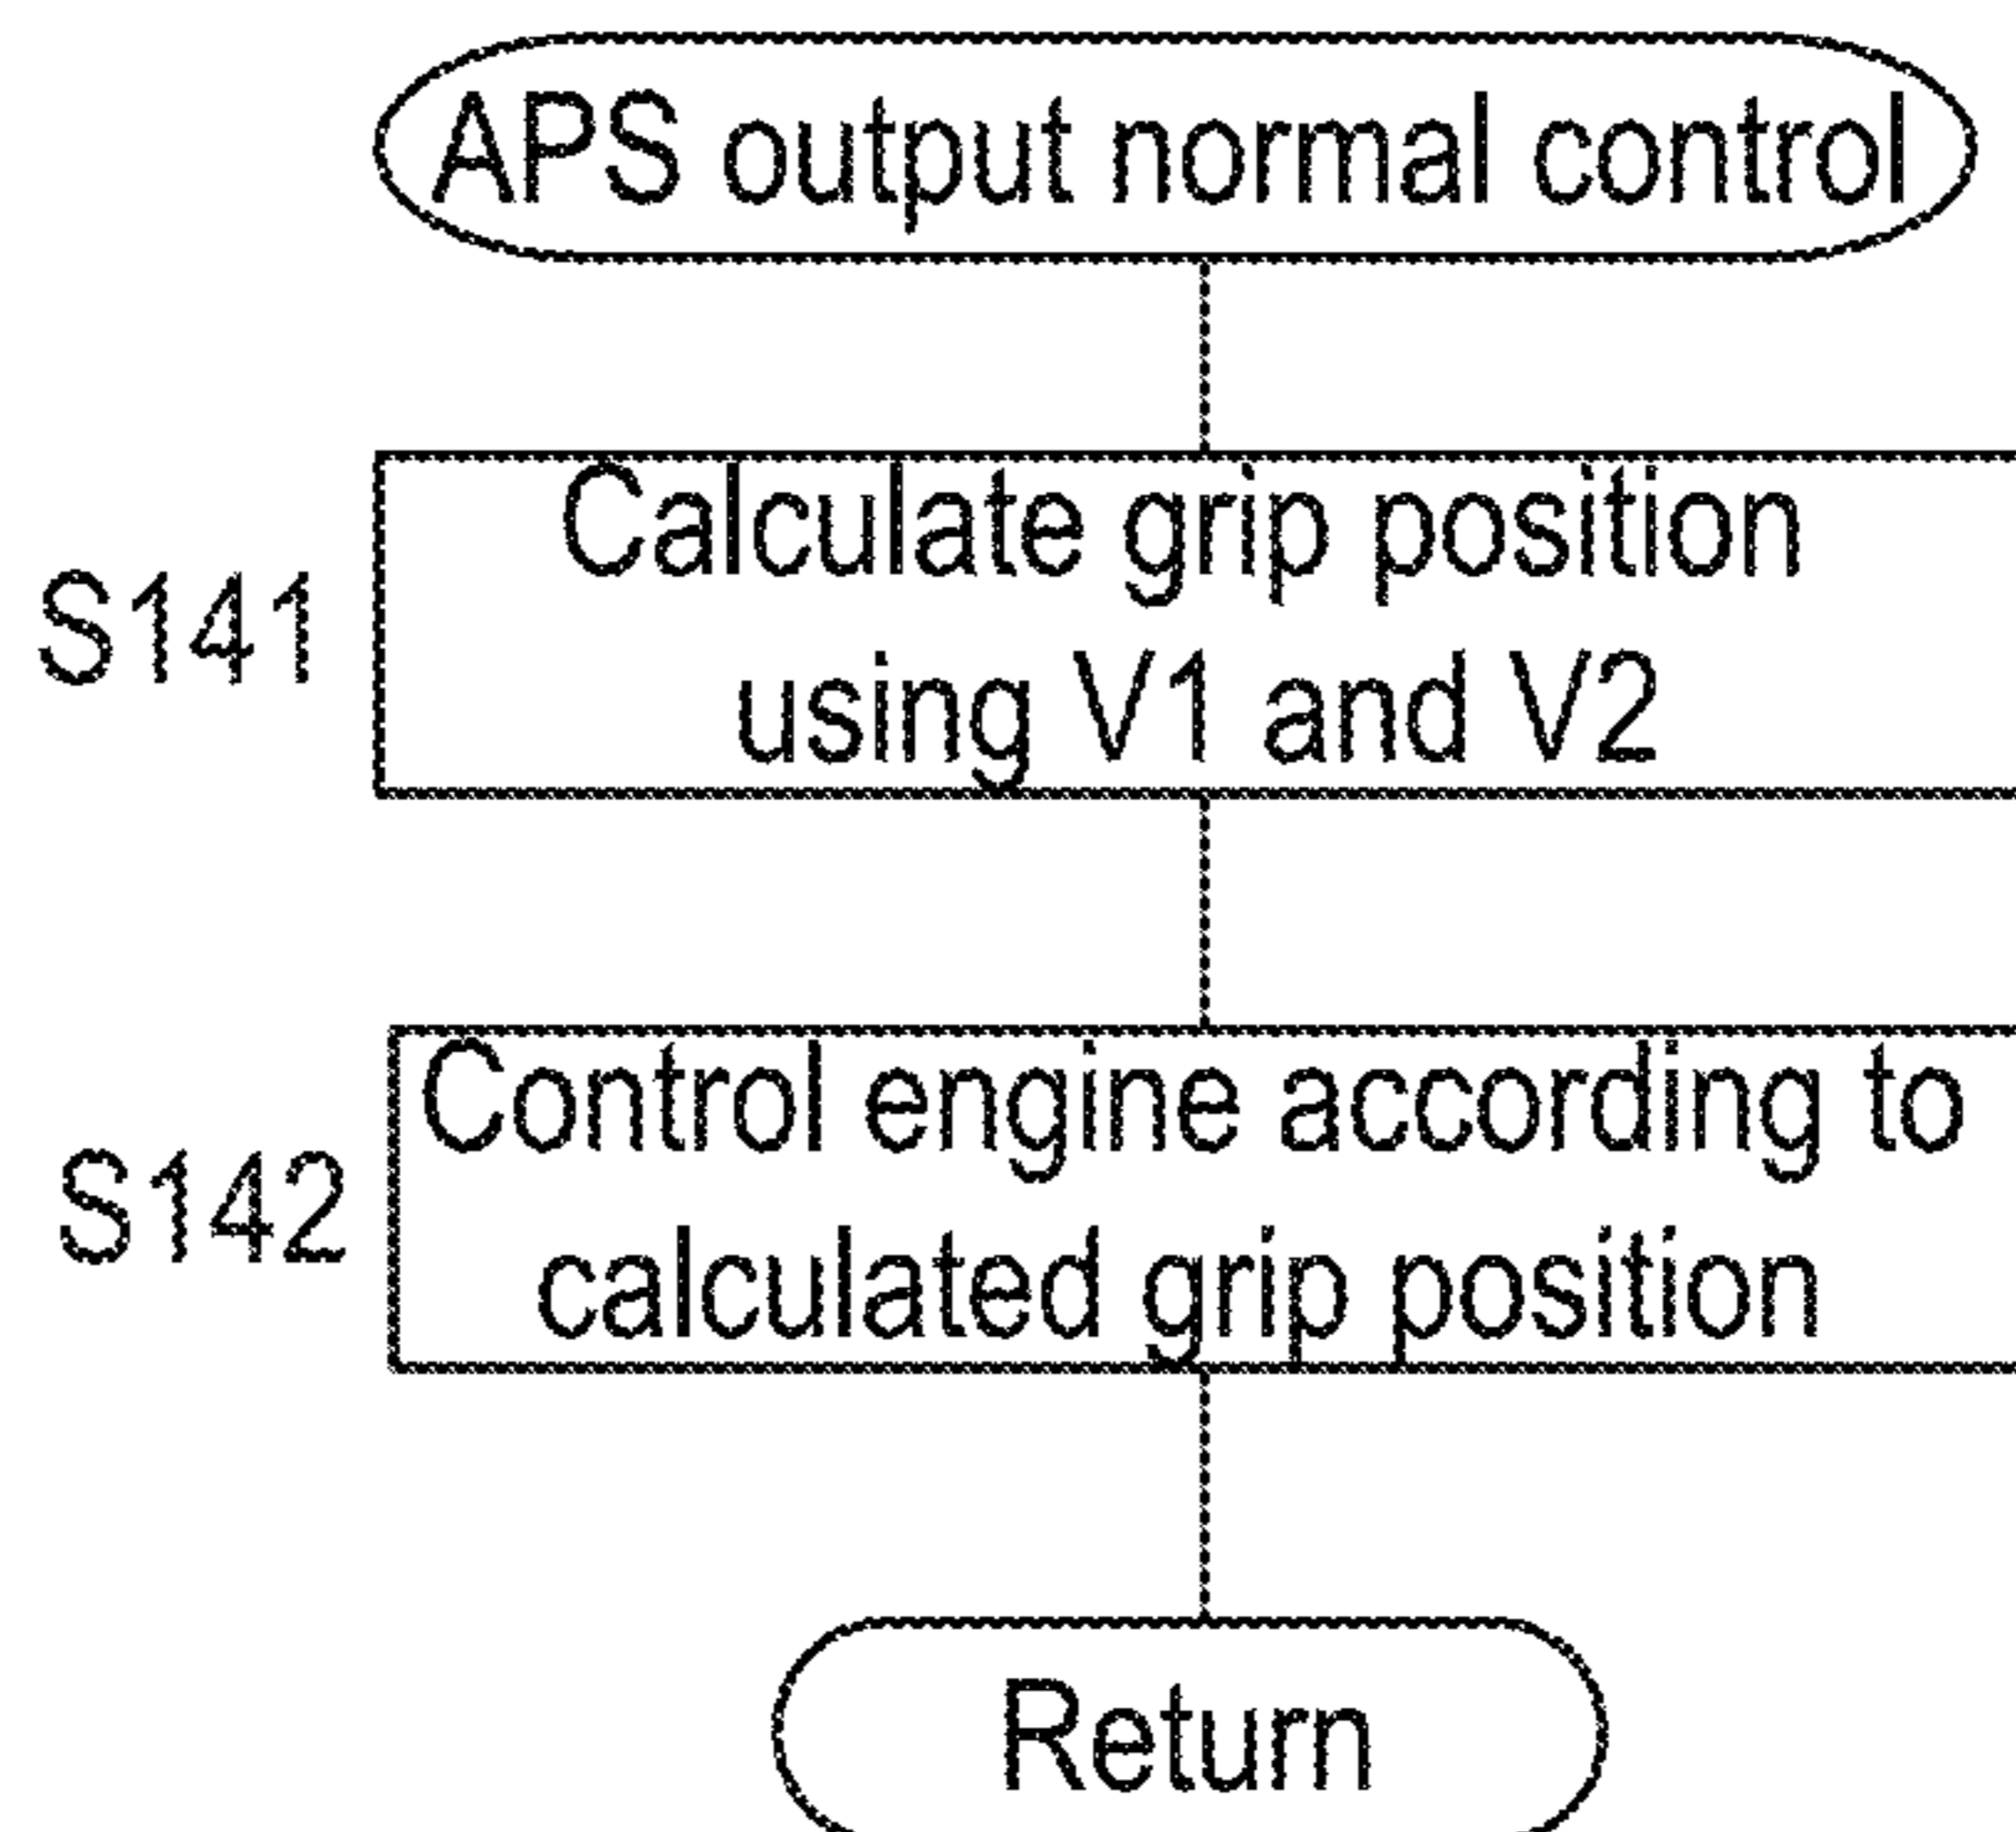 APS output normal control
S141
Calculate grip position
using V1 and V2
S142
Control engine according to
calculated grip position
Return